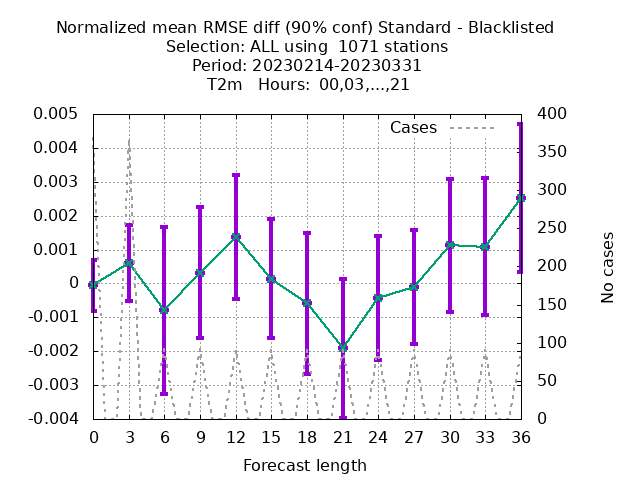 Normalized mean RMSE diff (90% conf) Standard - Blacklisted
Selection: ALL using  1071 stations
Period: 20230214-20230331
T2m   Hours:  00,03,...,21
Cases
0.005
0.004
0.003
0.002
0.001
0
-0.001
-0.002
-0.003
-0.004
400
350
300
250
200
150
100
50
0
No cases
0 3 6 9 12 15 18 21 24 27 30 33 36
Forecast length